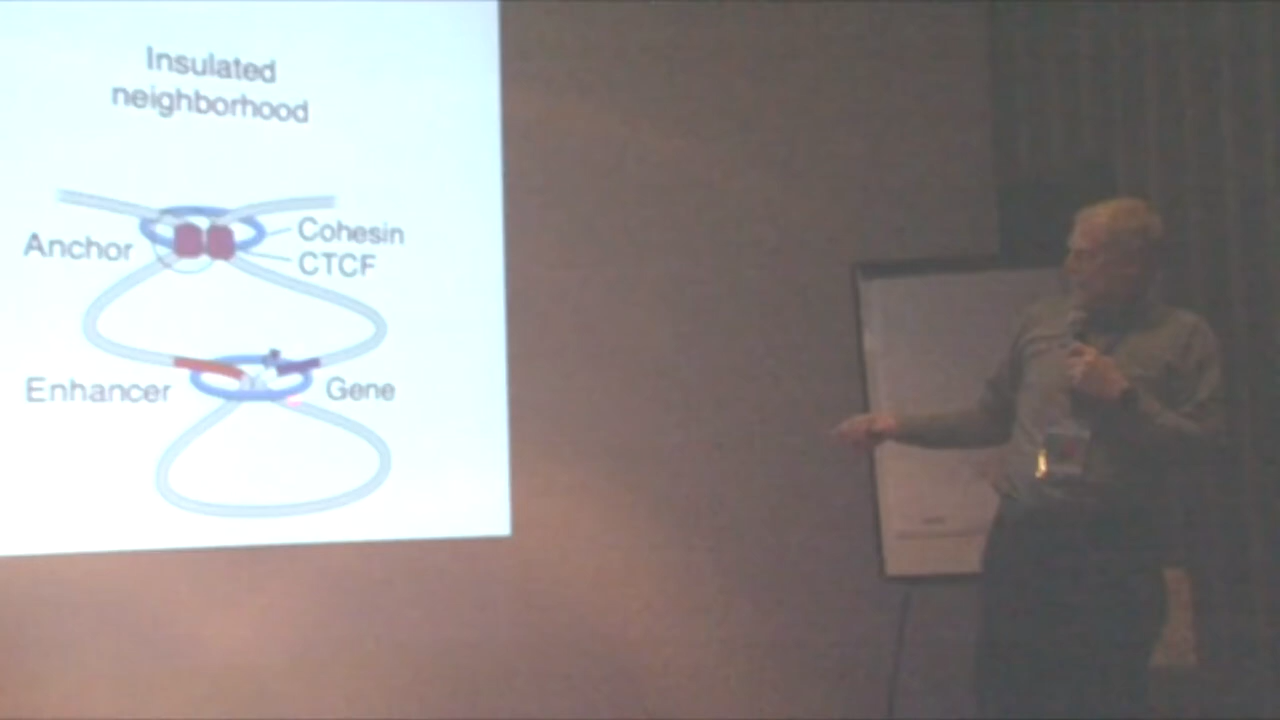 Insulated
neighborhood
Anchor
Cohesin
CTCF
Enhancer
Gene